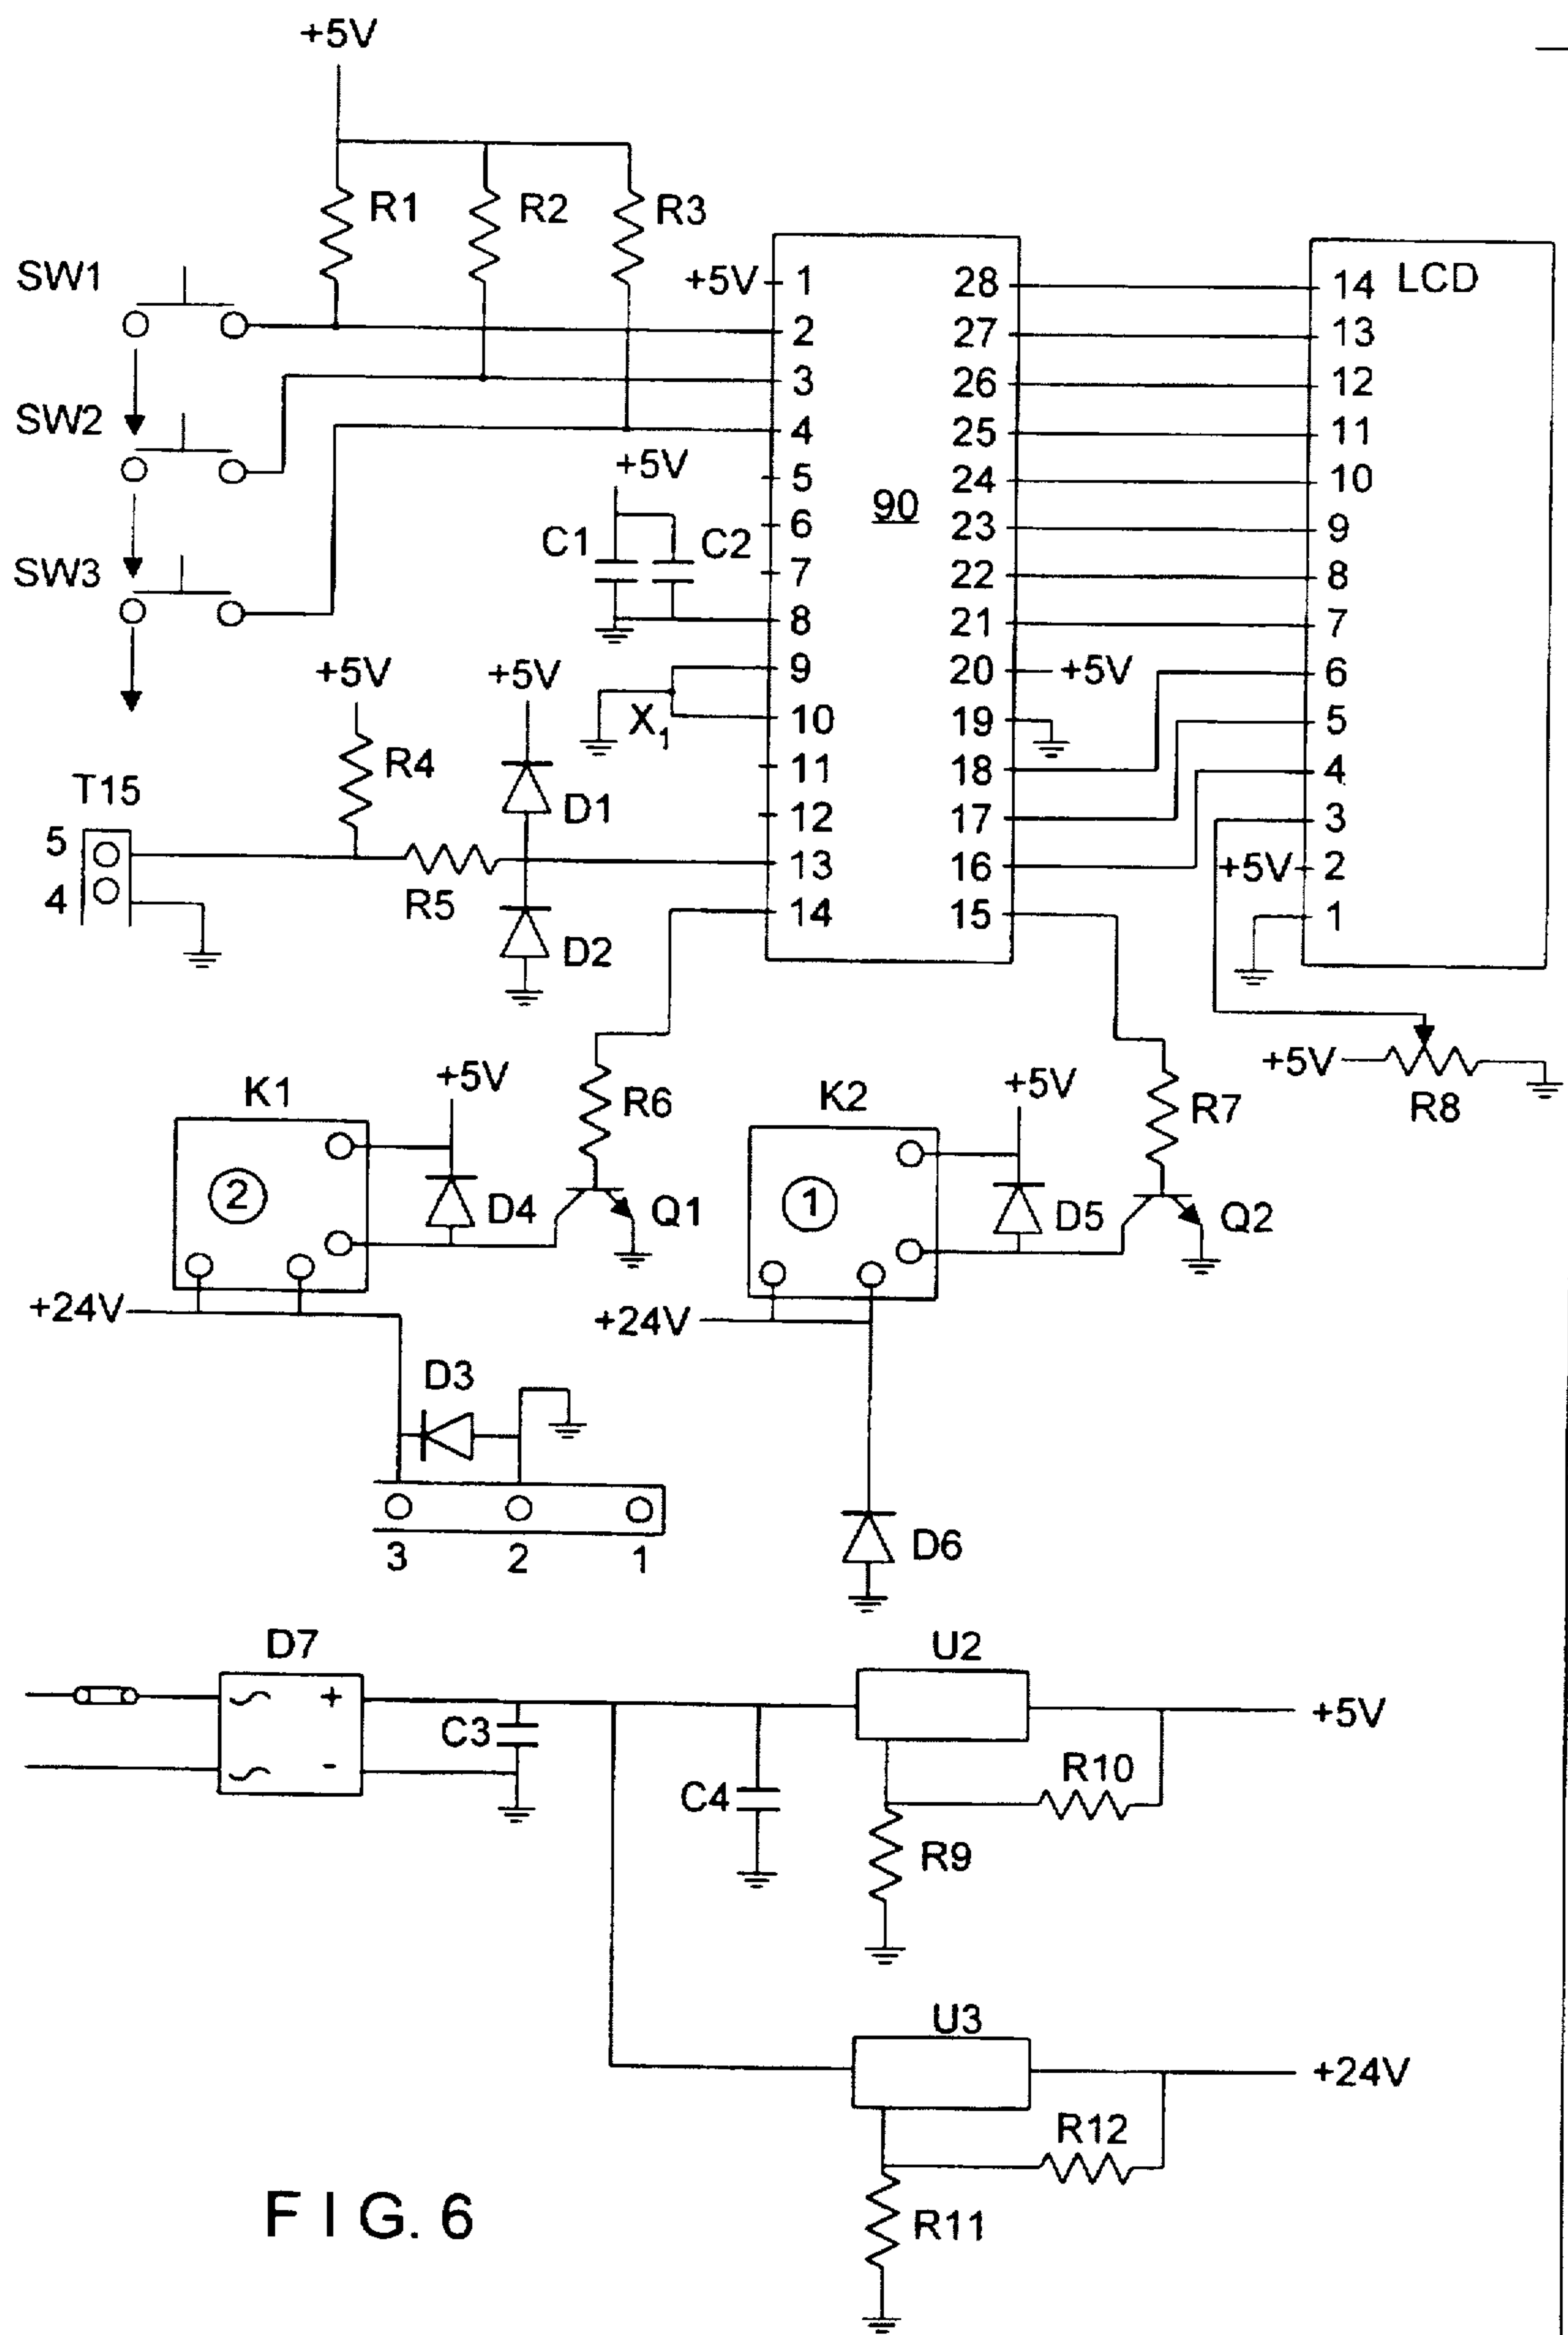 +5V
R1 R2 R3
SW1
SW2
SW3
+5V 1 28
2 27
3 26
4 25
5 24
6 23
7 22
8 21
9 20 +5V
10 19
11 18
12 17
13 16
14 15
90
14 LCD
13
12
11
10
9
8
7
6
5
4
3
+5V 2
1
+5V
C1 C2
X1
+5V +5V
R4
D1
T15
5
4
R5
D2
+5V
R8
K1 +5V
R6
2
D4
Q1
+24V
K2 +5V
R7
1
D5
Q2
+24V
D3
3 2 1
D6
D7
+
-
C3
C4
U2
+5V
R10
R9
U3
+24V
R12
R11
FIG. 6